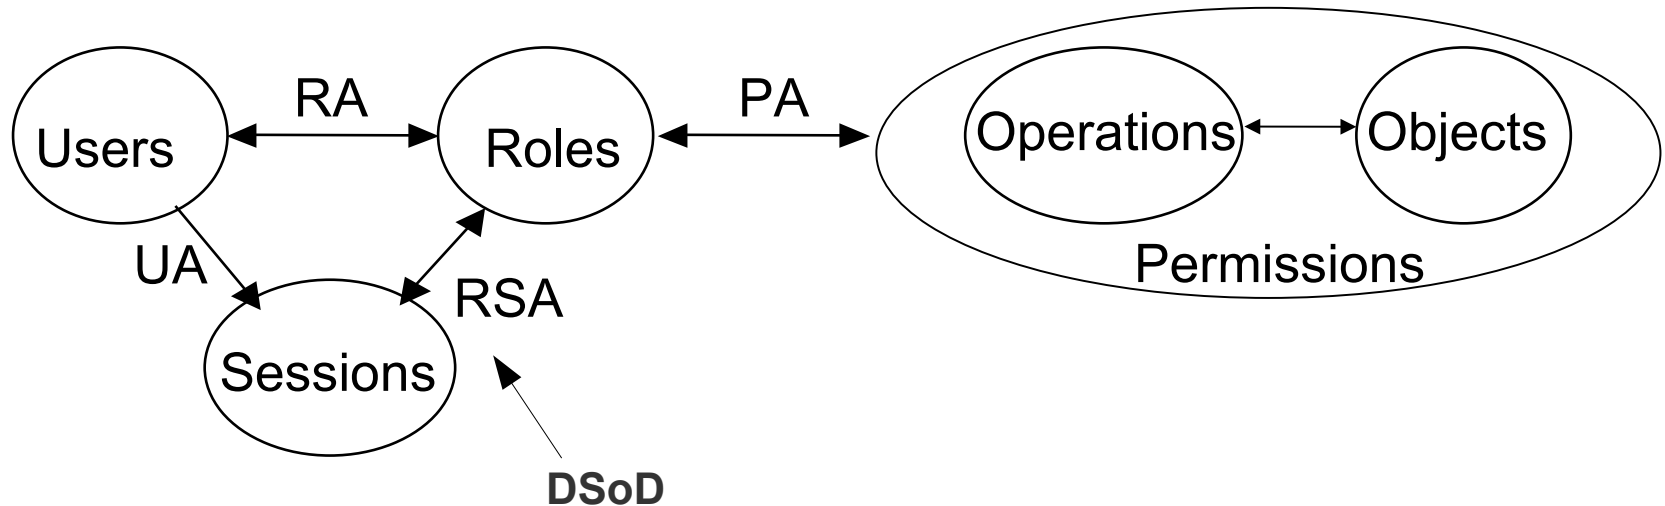 RA
PA
Users
Roles
Operations
Objects
UA
RSA
Permissions
Sessions
DSoD